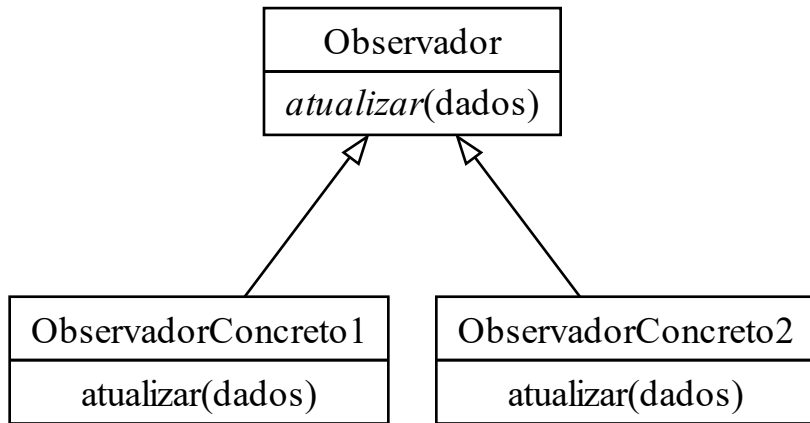 Observador
atualizar(dados)
ObservadorConcreto1
atualizar(dados)
ObservadorConcreto2
atualizar(dados)